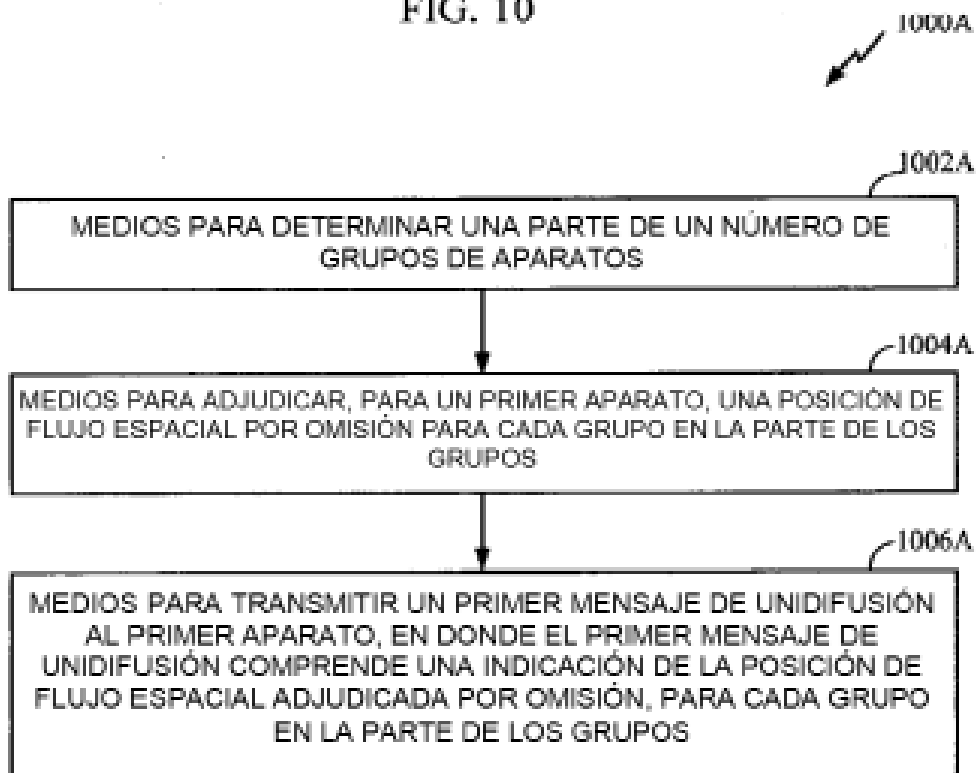 FIG. 10
1000A
1002A
MEDIOS PARA DETERMINAR UNA PARTE DE UN NÚMERO DE
GRUPOS DE APARATOS
1004A
MEDIOS PARA ADJUDICAR, PARA UN PRIMER APARATO, UNA POSICIÓN DE
FLUJO ESPACIAL POR OMISIÓN PARA CADA GRUPO EN LA PARTE DE LOS
GRUPOS
1006A
MEDIOS PARA TRANSMITIR UN PRIMER MENSAJE DE UNIDIFUSIÓN
AL PRIMER APARATO, EN DONDE EL PRIMER MENSAJE DE
UNIDIFUSIÓN COMPRENDE UNA INDICACIÓN DE LA POSICIÓN DE
FLUJO ESPACIAL ADJUDICADA POR OMISIÓN, PARA CADA GRUPO
EN LA PARTE DE LOS GRUPOS